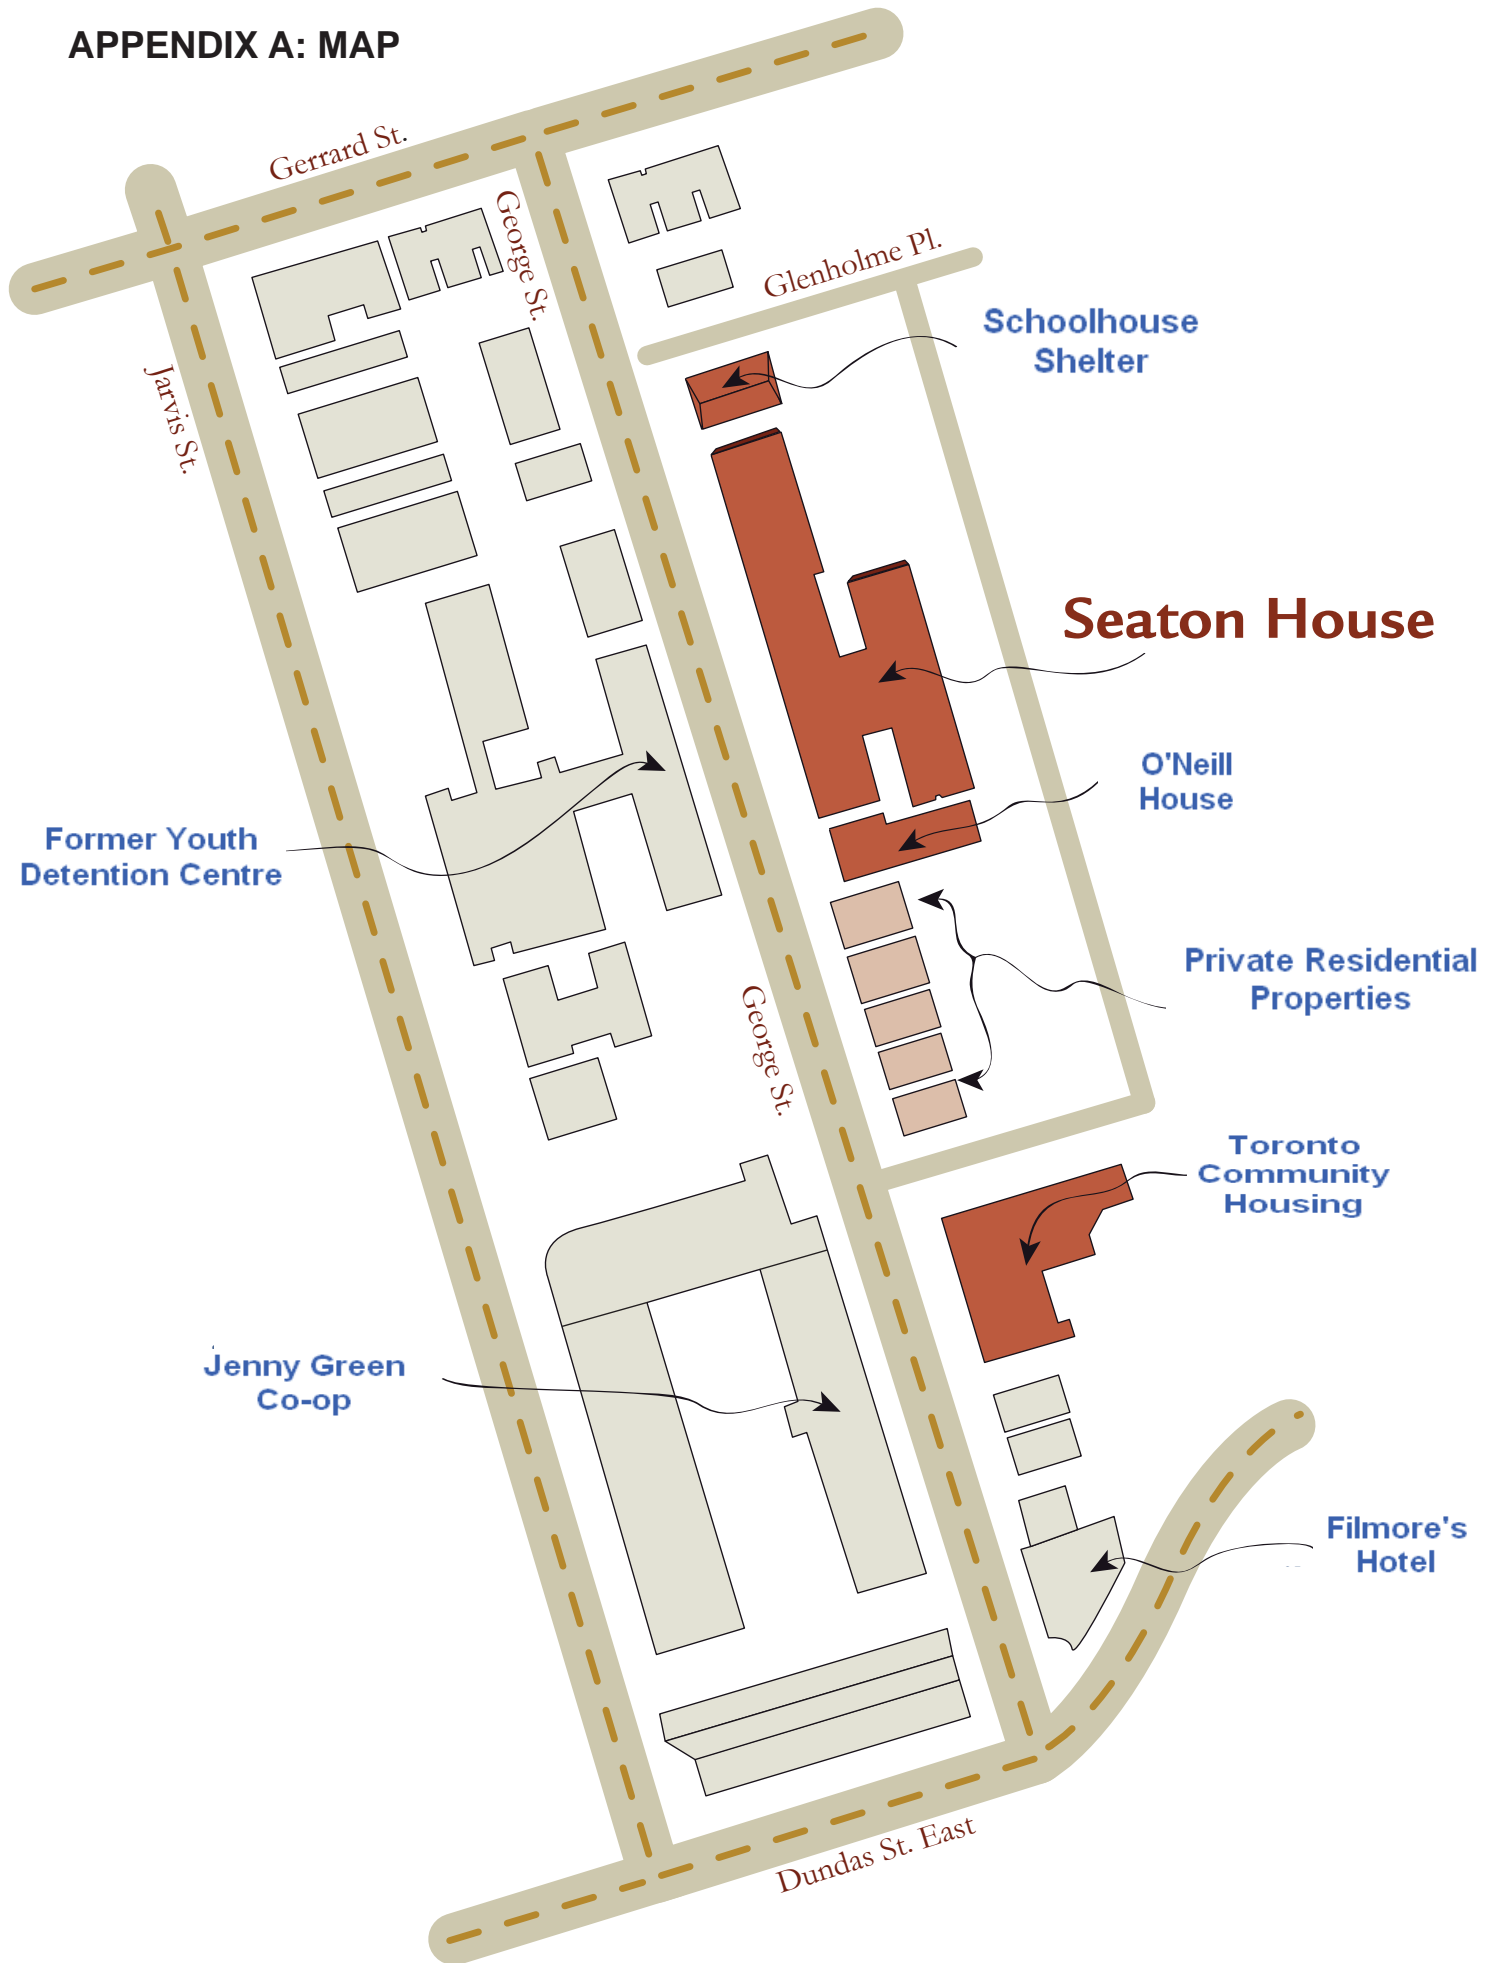 APPENDIX A: MAP
Gerrard St.
George St.
Glenholme Pl.
Schoolhouse
Shelter
Jarvis St.
Seaton House
O'Neill
House
Former Youth
Detention Centre
Private Residential
Properties
George St.
Toronto
Community
Housing
Jenny Green
Co-op
Filmore's
Hotel
Dundas St. East